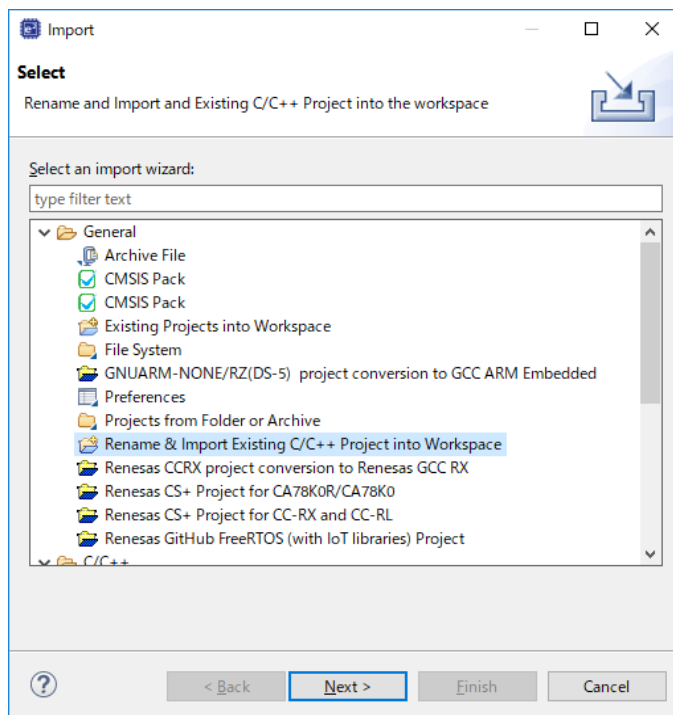 Import
Select
Rename and Import and Existing C/C++ Project into the workspace
Select an import wizard:
type filter text
General
Archive File
CMSIS Pack
CMSIS Pack
Existing Projects into Workspace
File System
GNUARM-NONE/RZ(DS-5) project conversion to GCC ARM Embedded
Preferences
Projects from Folder or Archive
Rename & Import Existing C/C++ Project into Workspace
Renesas CCRX project conversion to Renesas GCC RX
Renesas CS+ Project for CA78K0R/CA78K0
Renesas CS+ Project for CC-RX and CC-RL
Renesas GitHub FreeRTOS (with IoT libraries) Project
C/C++
? < Back Next > Finish Cancel